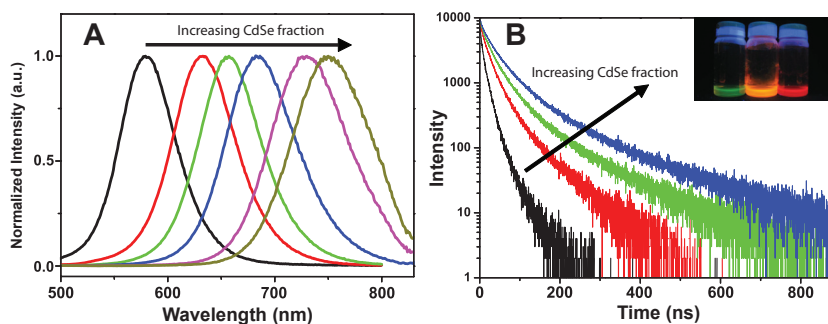 A
Increasing CdSe fraction
Normalized Intensity (a.u.)
1.0
0.5
0.0
500
600
700
800
Wavelength (nm)
B
Increasing CdSe fraction
Intensity
10000
1000
100
10
1
0
200
400
600
800
Time (ns)